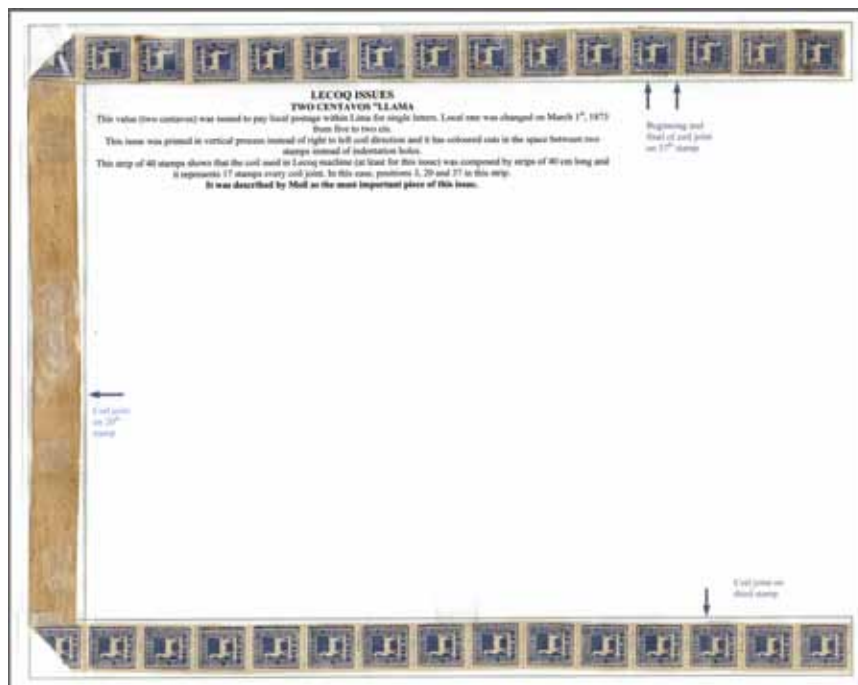 LECOQ ISSUES
TWO CENTAVOS "LLAMA
This value (two centavos) was issued to pay local postage within Lima for single letters. Local rate was changed on March 1st, 1873
from five to two cts.
This issue was printed in vertical process instead of right to left coil direction and it has coloured cuts in the space between two
stamps instead of indentation holes.
This strip of 40 stamps shows that the coil used in Lecoq machine (at least for this issue) was composed by strips of 40 cm long and
it represents 17 stamps every coil joint. In this case, positions 3, 20 and 37 in this strip.
It was described by Moll as the most important piece of this issue.
Beginning and
final of coil joint
on 37th stamp
Coil joint
on 20th
stamp
Coil joint on
third stamp